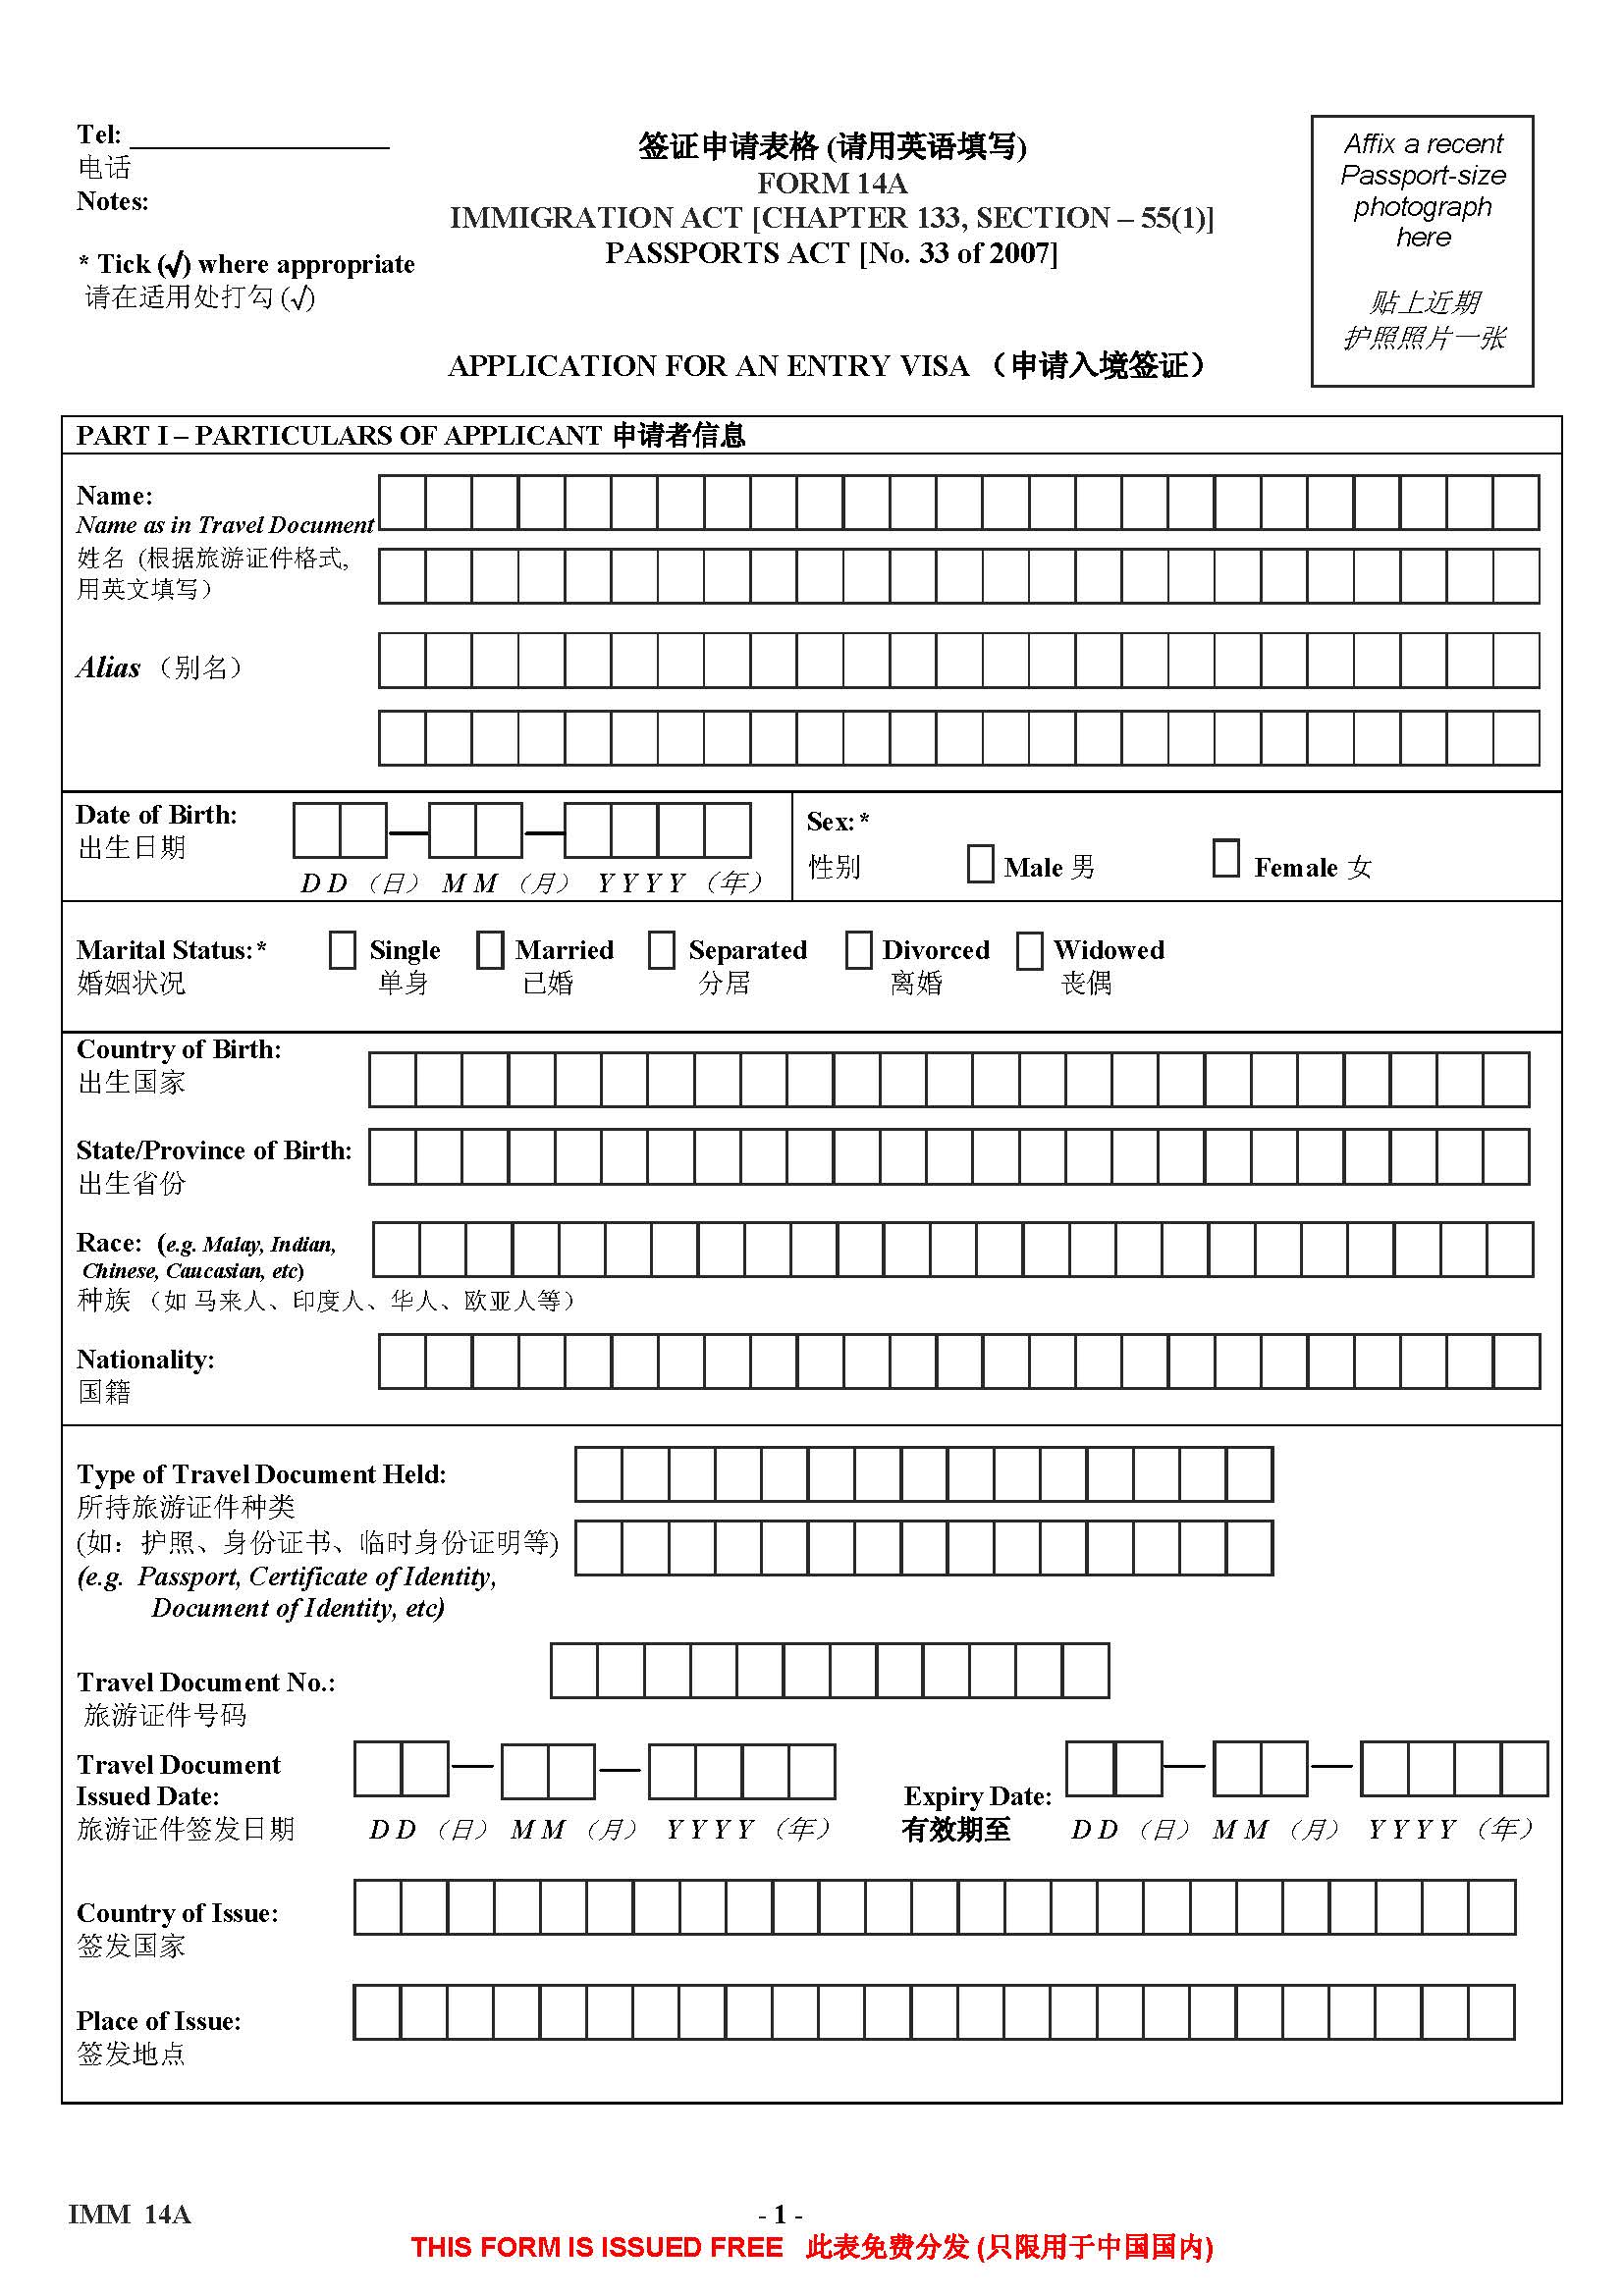 Tel: ____________________
电话
Notes:
* Tick (√) where appropriate
请在适用处打勾 (√)
签证申请表格 (请用英语填写)
FORM 14A
IMMIGRATION ACT [CHAPTER 133, SECTION – 55(1)]
PASSPORTS ACT [No. 33 of 2007]
APPLICATION FOR AN ENTRY VISA （申请入境签证）
Affix a recent
Passport-size
photograph
here
贴上近期
护照照片一张
PART I – PARTICULARS OF APPLICANT 申请者信息
Name:
Name as in Travel Document
姓名 (根据旅游证件格式,
用英文填写）
Alias （别名）
Date of Birth:
出生日期
D D （日） M M （月） Y Y Y Y （年）
Sex:*
性别 Male 男 Female 女
Marital Status:* Single Married Separated Divorced Widowed
婚姻状况 单身 已婚 分居 离婚 丧偶
Country of Birth:
出生国家
State/Province of Birth:
出生省份
Race: (e.g. Malay, Indian,
Chinese, Caucasian, etc)
种族 （如 马来人、印度人、华人、欧亚人等）
Nationality:
国籍
Type of Travel Document Held:
所持旅游证件种类
(如：护照、身份证书、临时身份证明等)
(e.g. Passport, Certificate of Identity,
Document of Identity, etc)
Travel Document No.:
旅游证件号码
Travel Document
Issued Date: Expiry Date:
旅游证件签发日期 D D （日） M M （月） Y Y Y Y （年） 有效期至 D D （日） M M （月） Y Y Y Y （年）
Country of Issue:
签发国家
Place of Issue:
签发地点
IMM 14A - 1 -
THIS FORM IS ISSUED FREE 此表免费分发 (只限用于中国国内)